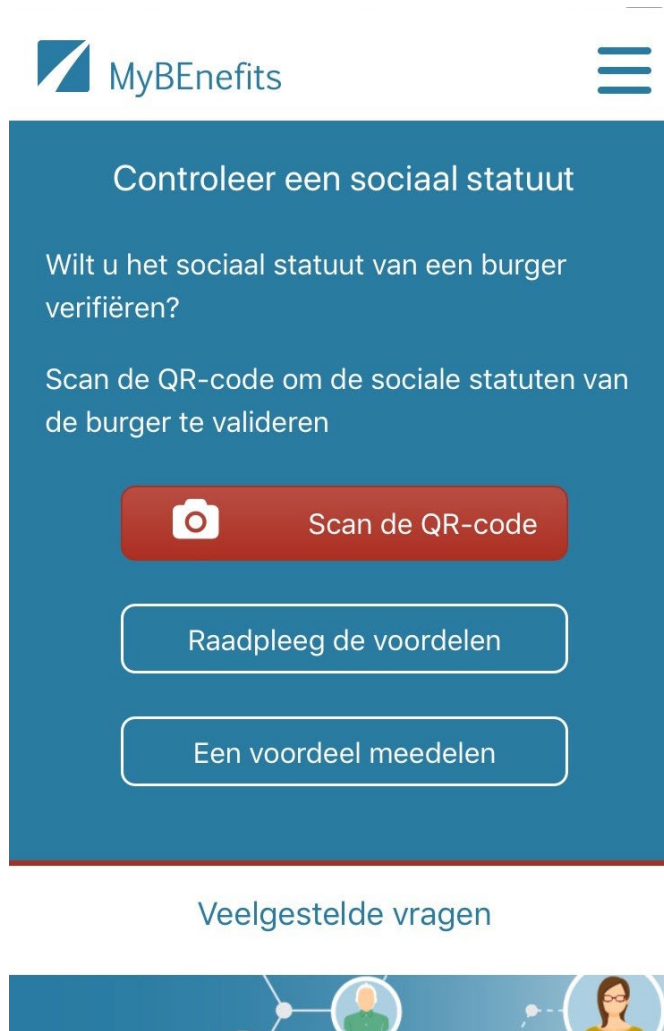 MyBEnefits
Controleer een sociaal statuut
Wilt u het sociaal statuut van een burger
verifiëren?
Scan de QR-code om de sociale statuten van
de burger te valideren
Scan de QR-code
Raadpleeg de voordelen
Een voordeel meedelen
Veelgestelde vragen